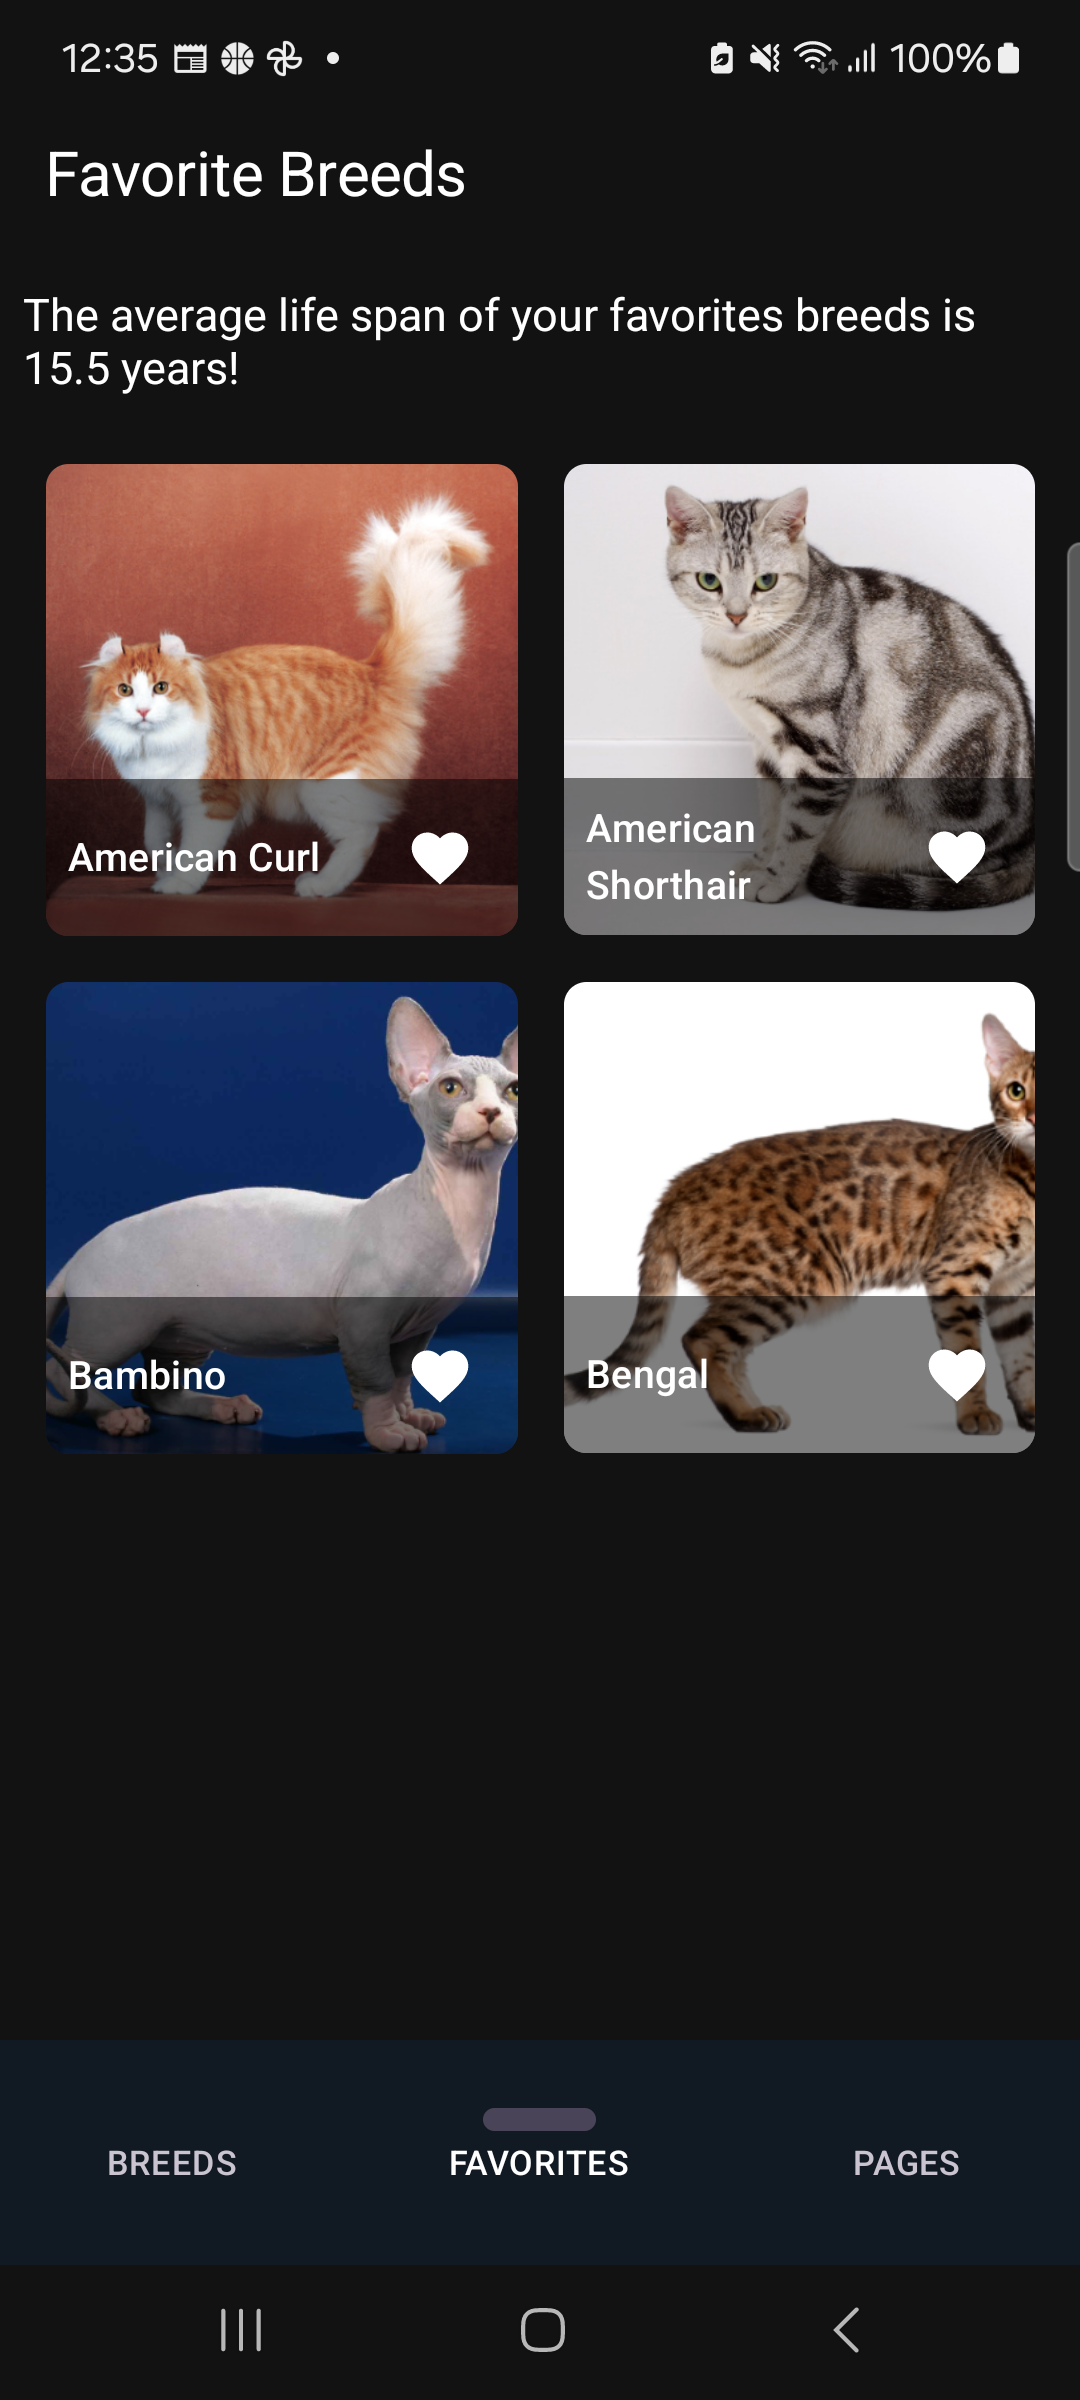 12:35
100%
Favorite Breeds
The average life span of your favorites breeds is
15.5 years!
American Curl
American
Shorthair
Bambino
Bengal
BREEDS
FAVORITES
PAGES